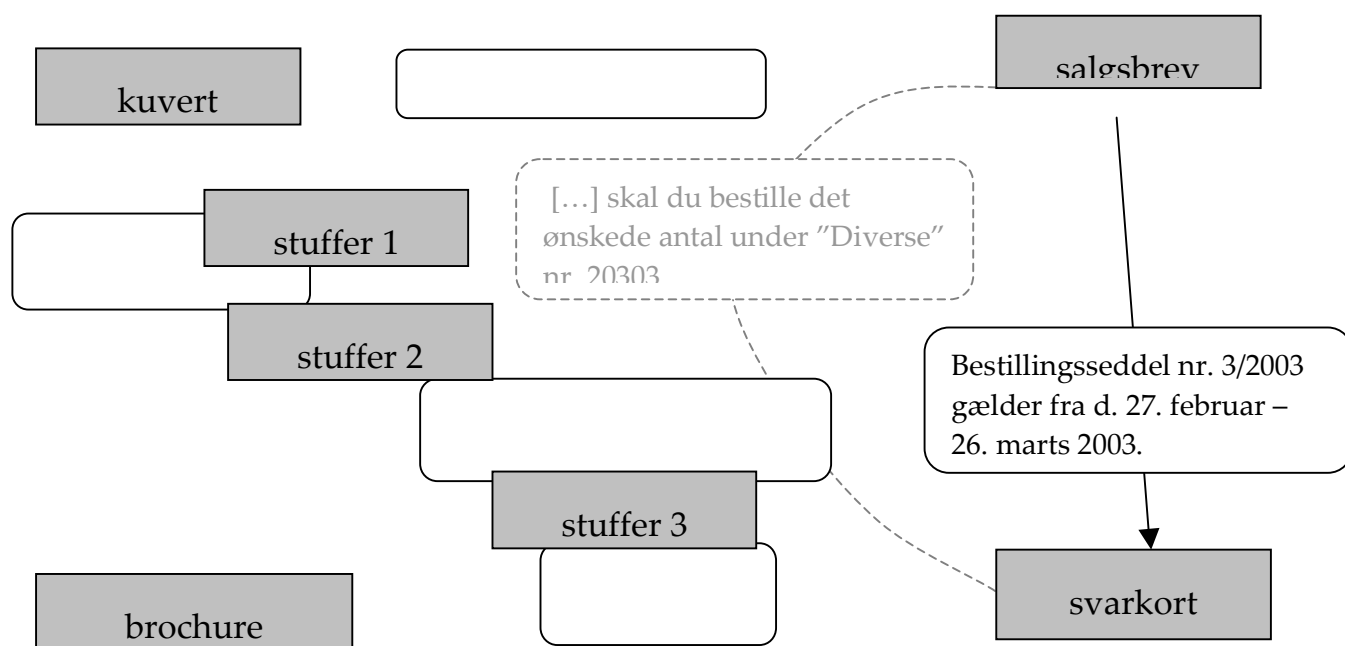 salgsbrev
kuvert
[…] skal du bestille det
ønskede antal under ”Diverse”
nr. 20303
stuffer 1
stuffer 2
Bestillingsseddel nr. 3/2003
gælder fra d. 27. februar –
26. marts 2003.
stuffer 3
svarkort
brochure